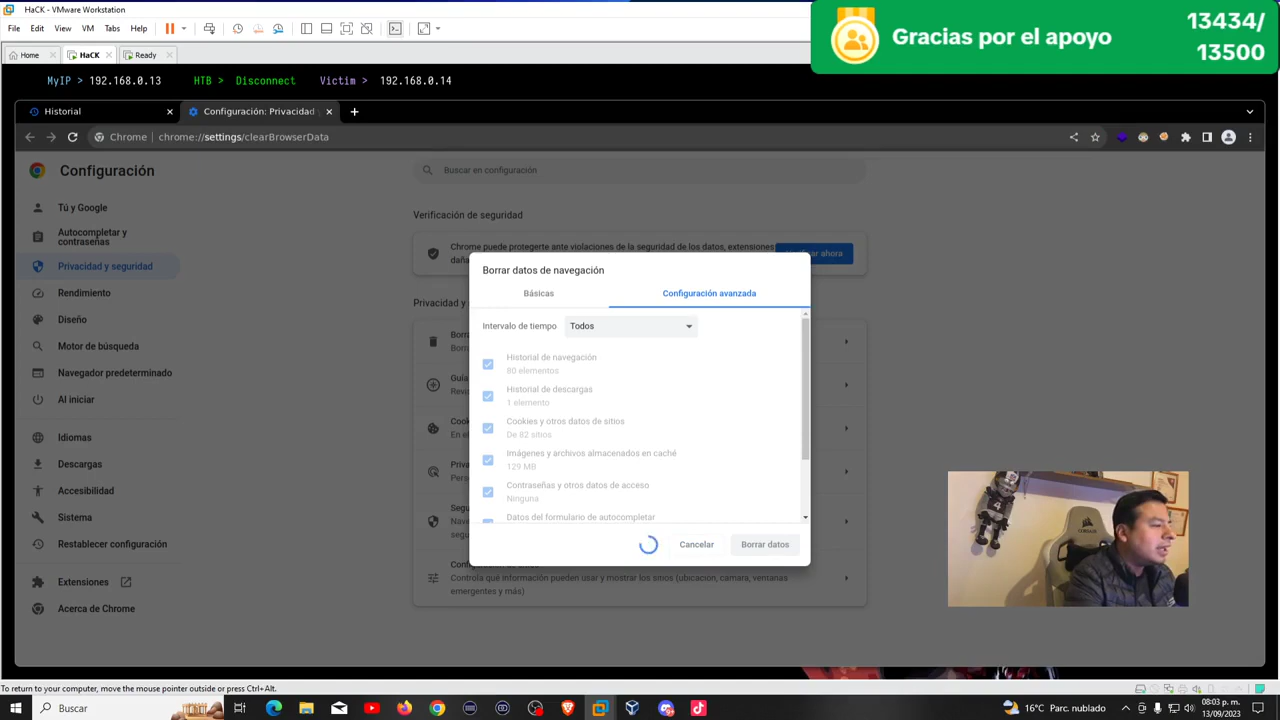 HaCK - VMware Workstation
File Edit View VM Tabs Help
Home HaCK Ready
Gracias por el apoyo
13434/
13500
MyIP > 192.168.0.13 HTB > Disconnect Victim > 192.168.0.14
Historial
Configuración: Privacidad
Chrome chrome://settings/clearBrowserData
Configuración
Buscar en configuración
Tú y Google
Autocompletar y
contraseñas
Privacidad y seguridad
Rendimiento
Diseño
Motor de búsqueda
Navegador predeterminado
Al iniciar
Idiomas
Descargas
Accesibilidad
Sistema
Restablecer configuración
Extensiones
Acerca de Chrome
Verificación de seguridad
Chrome puede protegerte ante violaciones de la seguridad de los datos, extensiones
ahora
Privacidad y s
Borrar datos de navegación
Básicas
Configuración avanzada
Intervalo de tiempo Todos
Historial de navegación
80 elementos
Historial de descargas
1 elemento
Cookies y otros datos de sitios
De 82 sitios
Imágenes y archivos almacenados en caché
129 MB
Contraseñas y otros datos de acceso
Ninguna
Datos del formulario de autocompletar
Cancelar
Borrar datos
Controla qué información pueden usar y mostrar los sitios (ubicación, cámara, ventanas
emergentes y más)
To return to your computer, move the mouse pointer outside or press Ctrl+Alt.
Buscar
16°C Parc. nublado
08:03 p. m.
13/09/2023